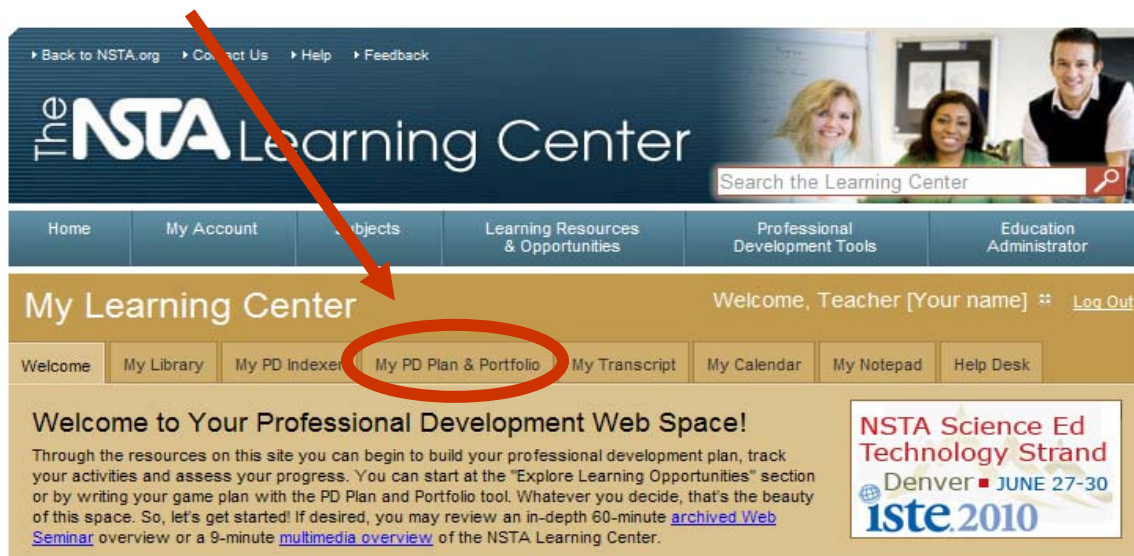 Back to NSTA.org Contact Us Help Feedback
The NSTA Learning Center
Search the Learning Center
Home My Account Subjects Learning Resources & Opportunities Professional Development Tools Education Administrator
My Learning Center
Welcome, Teacher [Your name] Log Out
Welcome My Library My PD Indexer My PD Plan & Portfolio My Transcript My Calendar My Notepad Help Desk
Welcome to Your Professional Development Web Space!
Through the resources on this site you can begin to build your professional development plan, track
your activities and assess your progress. You can start at the "Explore Learning Opportunities" section
or by writing your game plan with the PD Plan and Portfolio tool. Whatever you decide, that's the beauty
of this space. So, let's get started! If desired, you may review an in-depth 60-minute archived Web
Seminar overview or a 9-minute multimedia overview of the NSTA Learning Center.
NSTA Science Ed
Technology Strand
Denver ■ JUNE 27-30
iste.2010